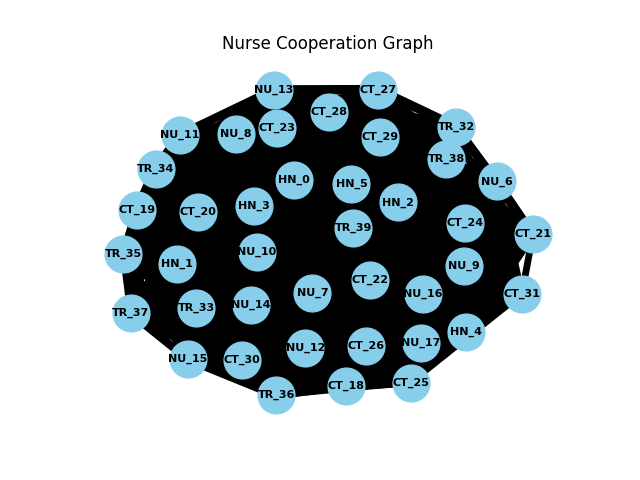 Nurse Cooperation Graph
NU_13
CT_27
CT_28
CT_23
TR_32
NU_11
NU_8
CT_29
TR_38
TR_34
HN_0
HN_5
NU_6
HN_2
HN_3
CT_19
CT_20
CT_24
TR_39
CT_21
TR_35
NU_10
HN_1
NU_9
CT_22
NU_7
NU_16
CT_31
NU_14
TR_33
TR_37
HN_4
NU_17
CT_26
NU_12
NU_15
CT_30
CT_25
CT_18
TR_36